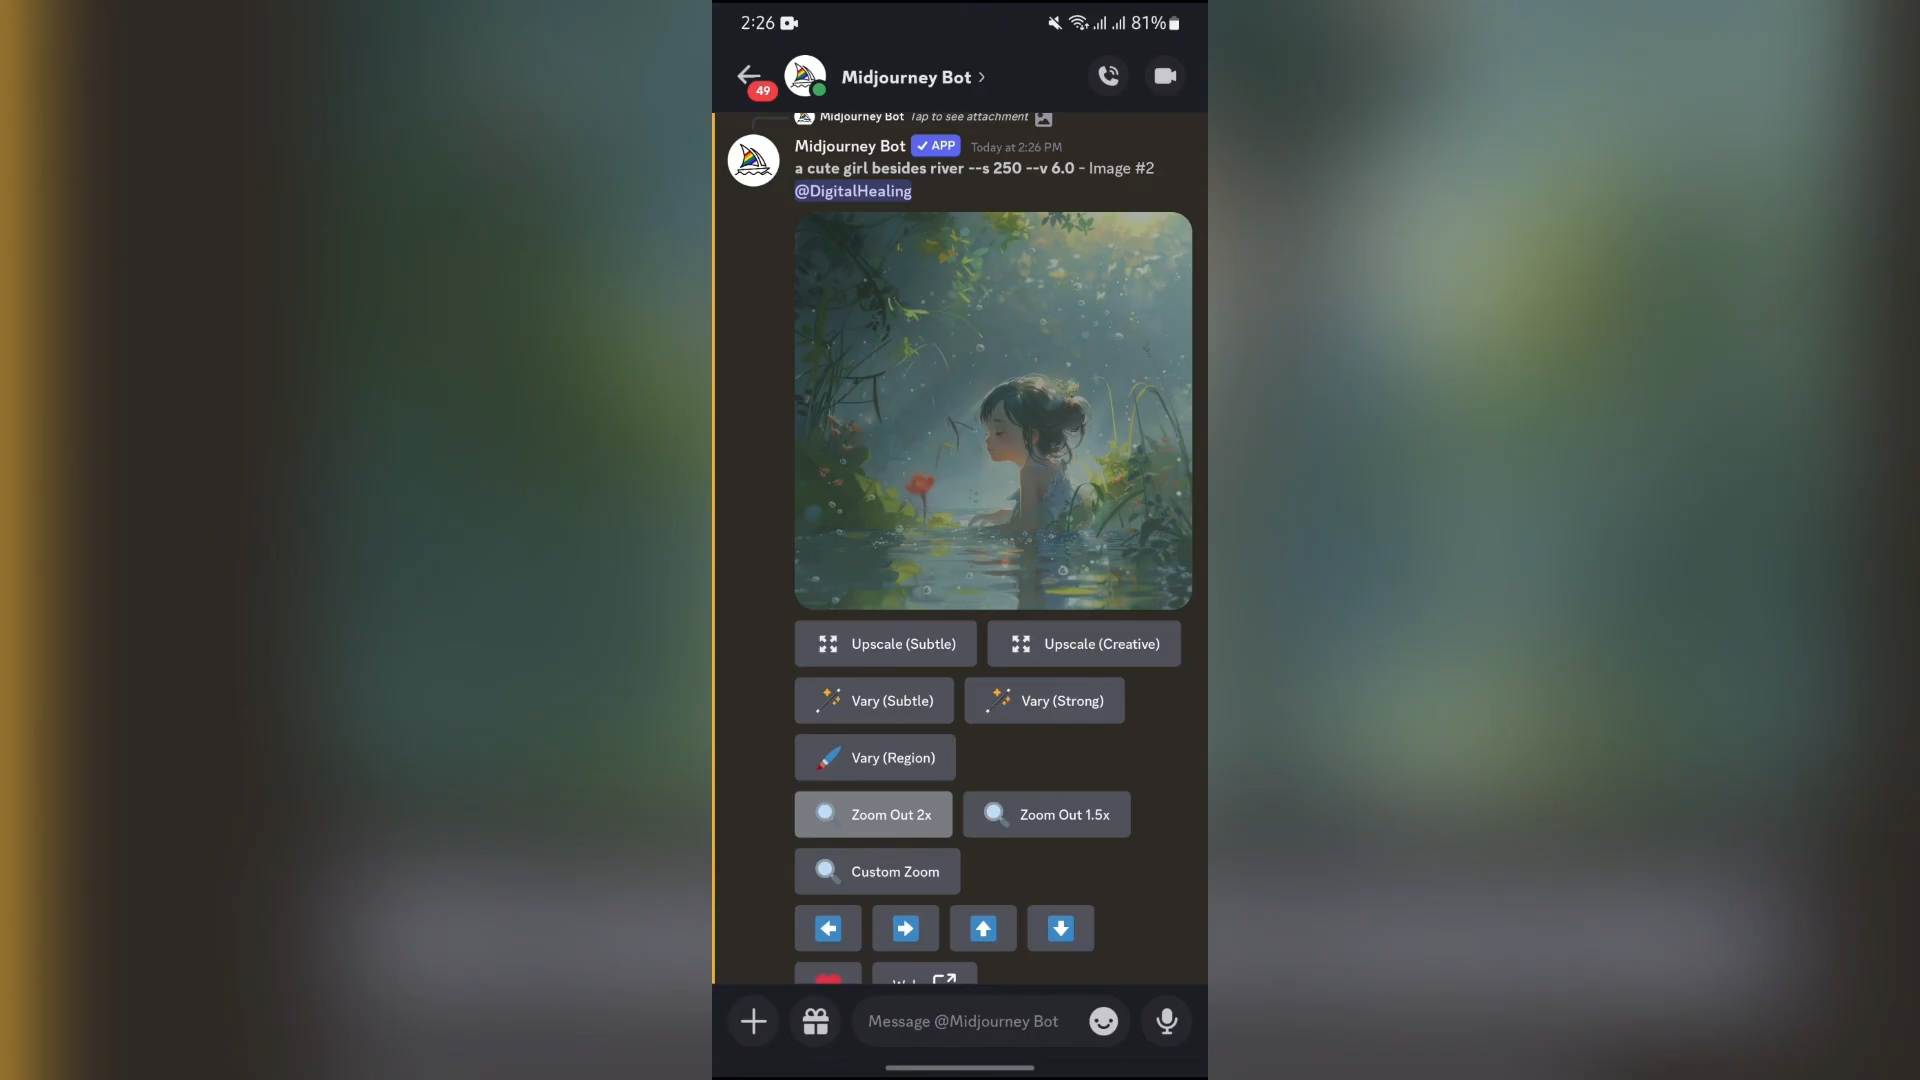 2:26
81%
49
Midjourney Bot
Midjourney Bot Tap to see attachment
Midjourney Bot APP Today at 2:26 PM
a cute girl besides river --s 250 --v 6.0 - Image #2
@DigitalHealing
Upscale (Subtle) Upscale (Creative)
Vary (Subtle) Vary (Strong)
Vary (Region)
Zoom Out 2x Zoom Out 1.5x
Custom Zoom
Message @Midjourney Bot